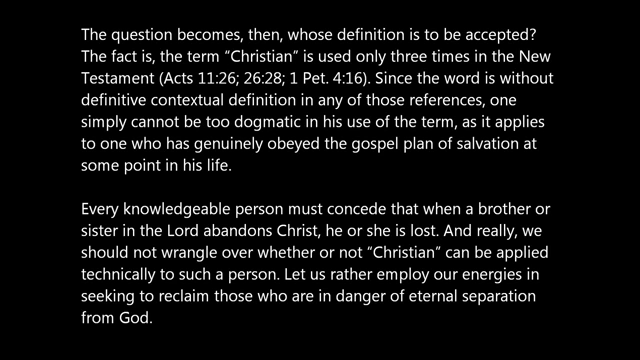 The question becomes, then, whose definition is to be accepted?
The fact is, the term “Christian” is used only three times in the New
Testament (Acts 11:26; 26:28; 1 Pet. 4:16). Since the word is without
definitive contextual definition in any of those references, one
simply cannot be too dogmatic in his use of the term, as it applies
to one who has genuinely obeyed the gospel plan of salvation at
some point in his life.
Every knowledgeable person must concede that when a brother or
sister in the Lord abandons Christ, he or she is lost. And really, we
should not wrangle over whether or not “Christian” can be applied
technically to such a person. Let us rather employ our energies in
seeking to reclaim those who are in danger of eternal separation
from God.